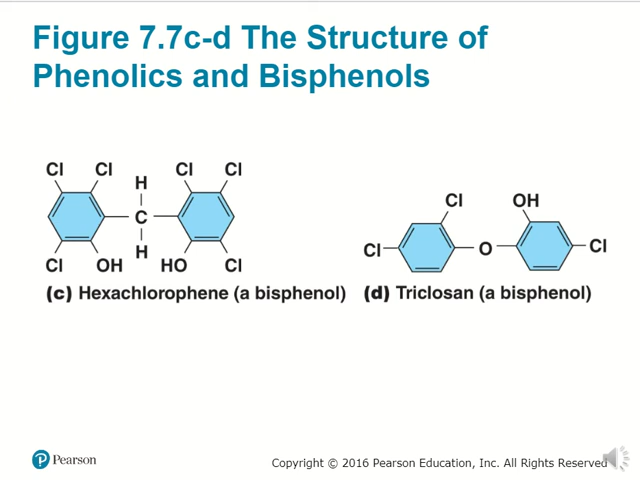 Figure 7.7c-d The Structure of
Phenolics and Bisphenols
Cl Cl Cl Cl
H
C
H
Cl OH HO Cl
(c) Hexachlorophene (a bisphenol)
Cl OH
Cl O Cl
(d) Triclosan (a bisphenol)
P Pearson
Copyright © 2016 Pearson Education, Inc. All Rights Reserved